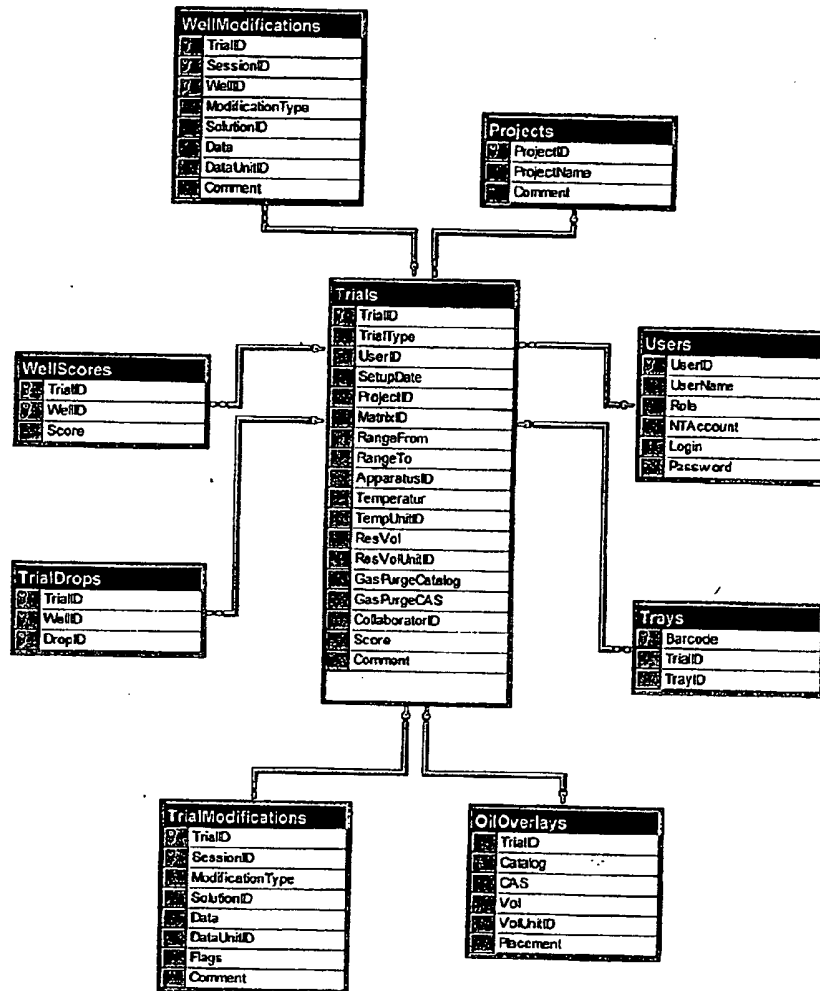 WellModifications
TrialID
SessionID
WellID
ModificationType
SolutionID
Data
DataUnitID
Comment
Projects
ProjectID
ProjectName
Comment
Trials
TrialID
TrialType
UserID
SetupDate
ProjectID
MatrixID
RangeFrom
RangeTo
ApparatusID
Temperatur
TempUnitID
ResVol
ResVolUnitID
GasPurgeCatalog
GasPurgeCAS
CollaboratorID
Score
Comment
WellScores
TrialID
WellID
Score
Users
UserID
UserName
Role
NTAccount
Login
Password
TrialDrops
TrialID
WellID
DropID
Trays
Barcode
TrialID
TrayID
TrialModifications
TrialID
SessionID
ModificationType
SolutionID
Data
DataUnitID
Flags
Comment
OilOverlays
TrialID
Catalog
CAS
Vol
VolUnitID
Placement